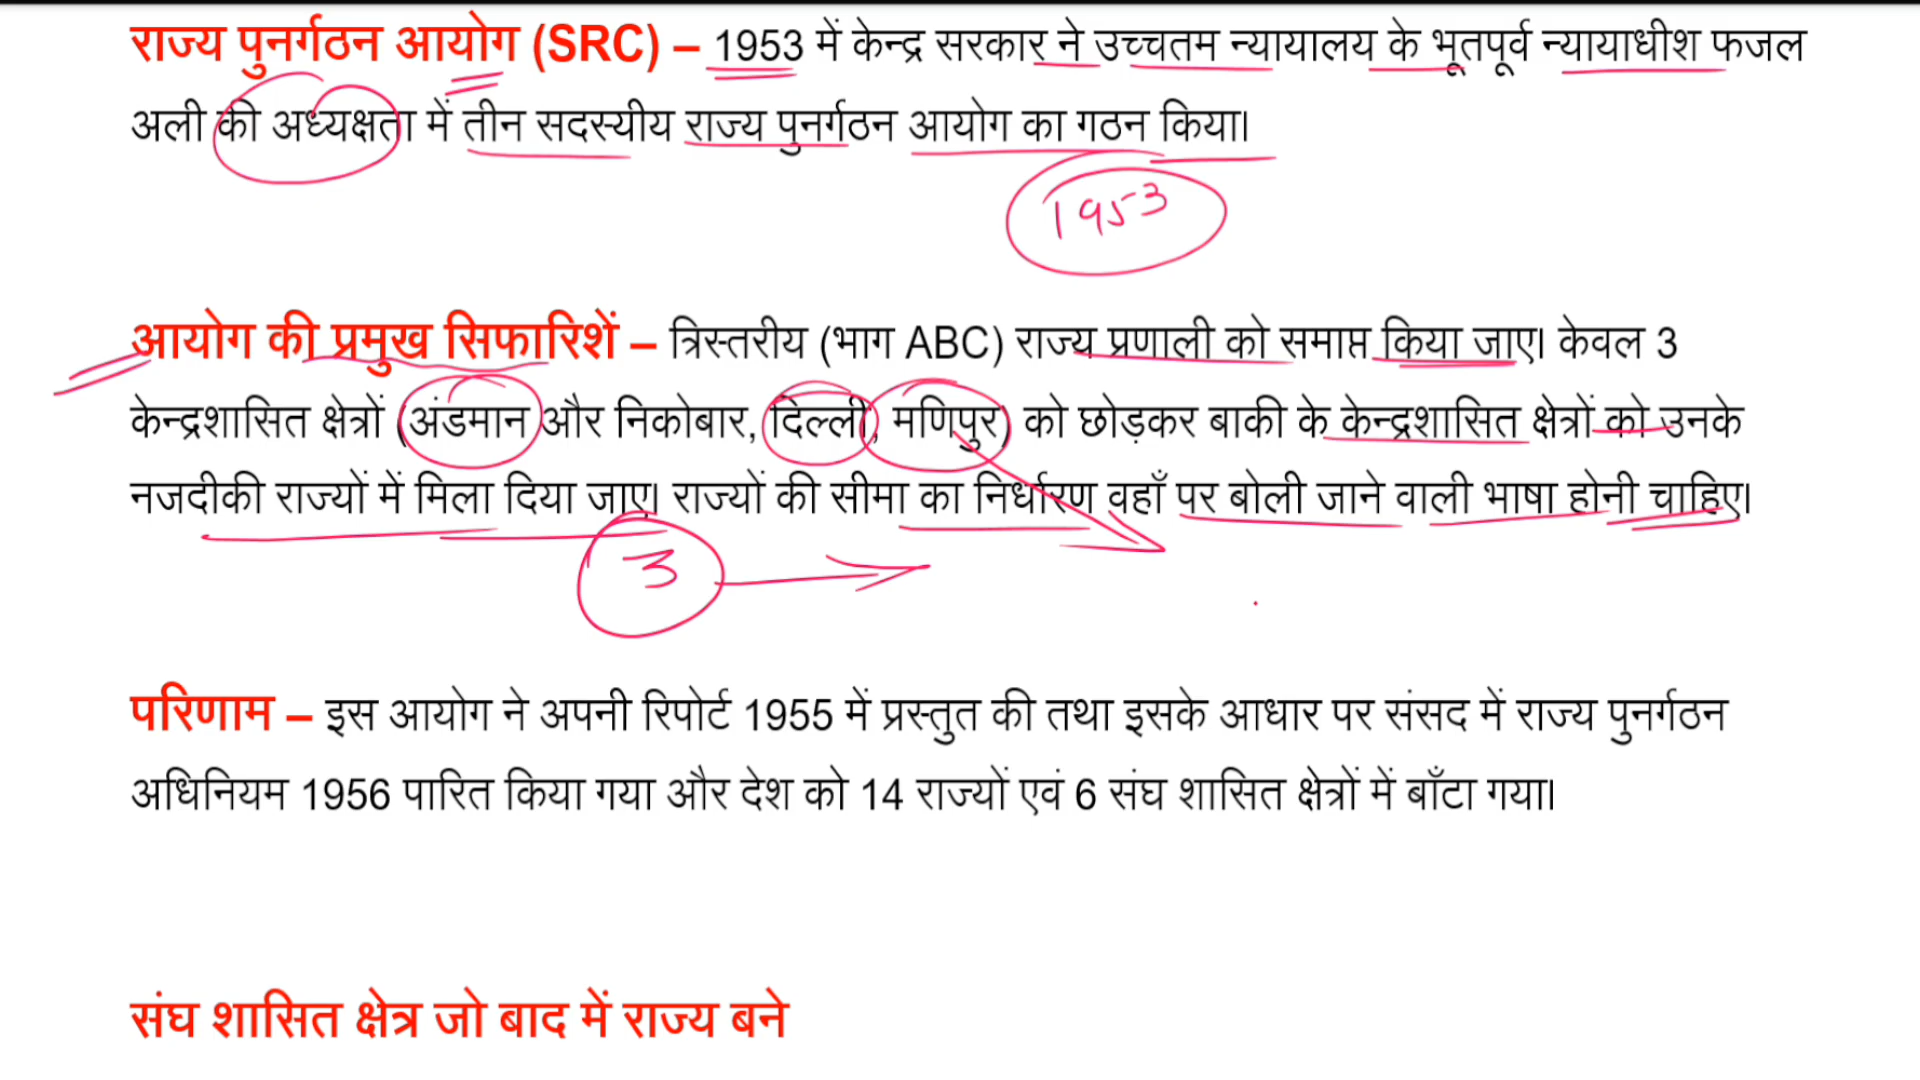 राज्य पुनर्गठन आयोग (SRC) – 1953 में केन्द्र सरकार ने उच्चतम न्यायालय के भूतपूर्व न्यायाधीश फजल
अली की अध्यक्षता में तीन सदस्यीय राज्य पुनर्गठन आयोग का गठन किया।
1953
आयोग की प्रमुख सिफारिशें – त्रिस्तरीय (भाग ABC) राज्य प्रणाली को समाप्त किया जाए। केवल 3
केन्द्रशासित क्षेत्रों (अंडमान और निकोबार, दिल्ली, मणिपुर) को छोड़कर बाकी के केन्द्रशासित क्षेत्रों को उनके
नजदीकी राज्यों में मिला दिया जाए। राज्यों की सीमा का निर्धारण वहाँ पर बोली जाने वाली भाषा होनी चाहिए।
3
परिणाम – इस आयोग ने अपनी रिपोर्ट 1955 में प्रस्तुत की तथा इसके आधार पर संसद में राज्य पुनर्गठन
अधिनियम 1956 पारित किया गया और देश को 14 राज्यों एवं 6 संघ शासित क्षेत्रों में बाँटा गया।
संघ शासित क्षेत्र जो बाद में राज्य बने